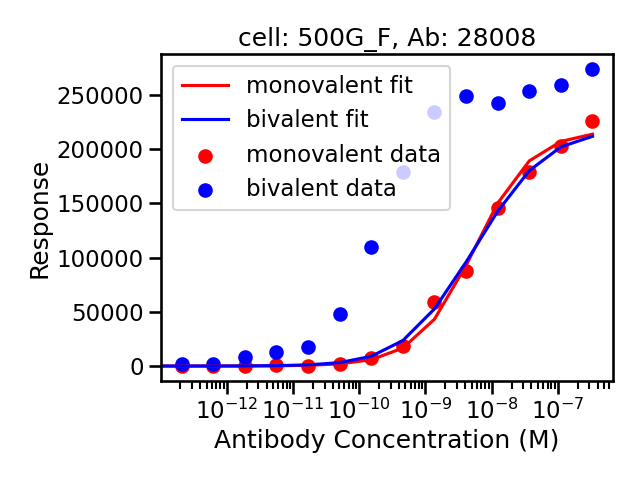 cell: 500G_F, Ab: 28008
monovalent fit
bivalent fit
monovalent data
bivalent data
Response
250000
200000
150000
100000
50000
0
10⁻¹² 10⁻¹¹ 10⁻¹⁰ 10⁻⁹ 10⁻⁸ 10⁻⁷
Antibody Concentration (M)